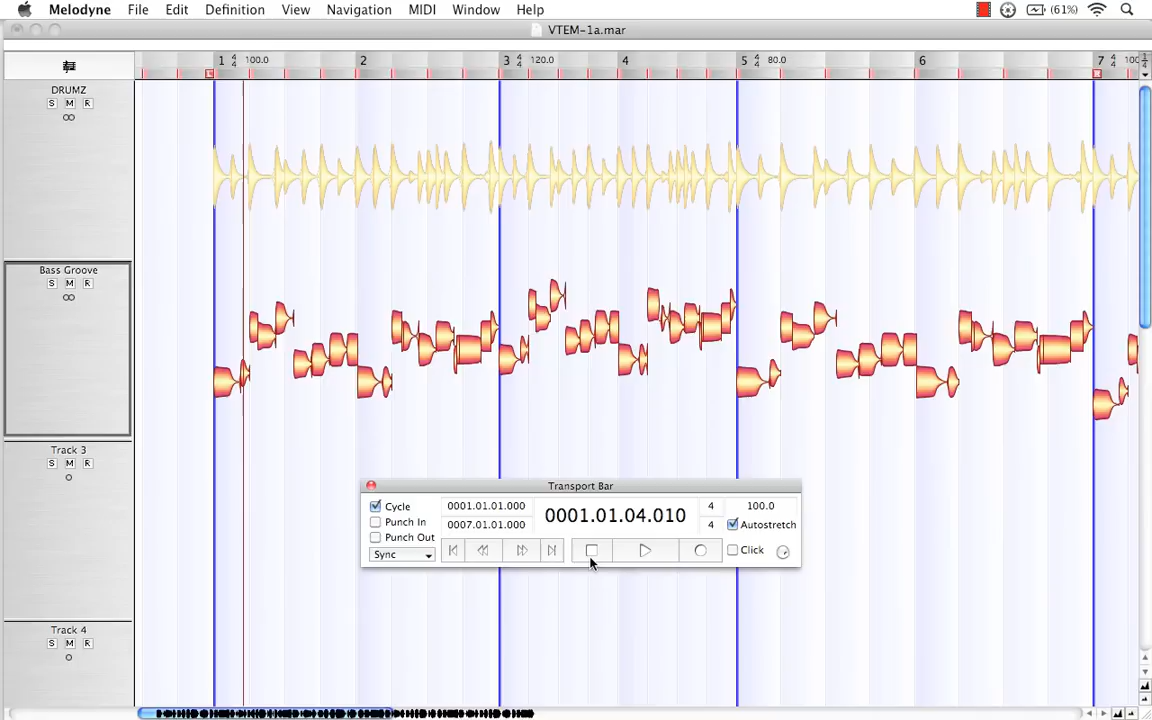 Melodyne File Edit Definition View Navigation MIDI Window Help (61%)
VTEM-1a.mar
1 4/4 100.0 2 3 4/4 120.0 4 5 4/4 80.0 6 7 4/4 100
DRUMZ
S M R
Bass Groove
S M R
Track 3
S M R
Track 4
S M R
Transport Bar
Cycle 0001.01.01.000 0001.01.04.010 4 100.0
Punch In 0007.01.01.000 4 Autostretch
Punch Out
Sync Click